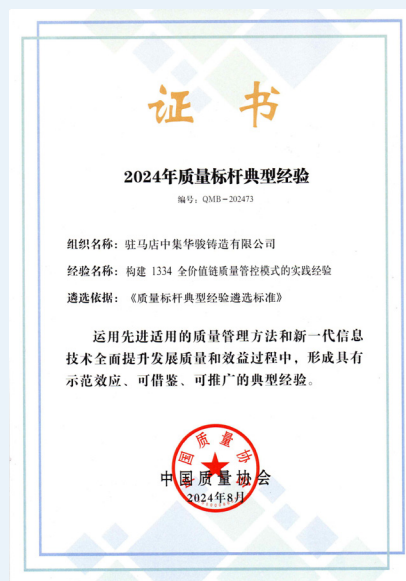 证书
2024年质量标杆典型经验
编号：QMB-202473
组织名称：驻马店中集华骏铸造有限公司
经验名称：构建 1334 全价值链质量管控模式的实践经验
遴选依据：《质量标杆典型经验遴选标准》
运用先进适用的质量管理方法和新一代信息
技术全面提升发展质量和效益过程中，形成具有
示范效应、可借鉴、可推广的典型经验。
中国质量协会
2024年8月